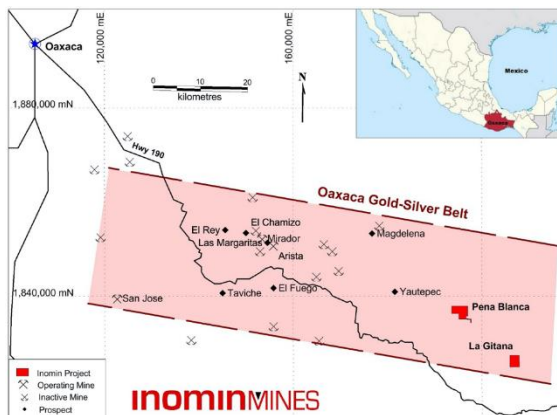 Oaxaca
120,000 mE
160,000 mE
Mexico
Oaxaca
0 10 20
kilometres
N
1,880,000 mN
Hwy 190
Oaxaca Gold-Silver Belt
El Rey
El Chamizo
Las Margaritas
Mirador
Magdelena
Arista
1,840,000 mN
San Jose
Taviche
El Fuego
Yautepec
Pena Blanca
La Gitana
Inomin Project
Operating Mine
Inactive Mine
Prospect
INOMINMINES